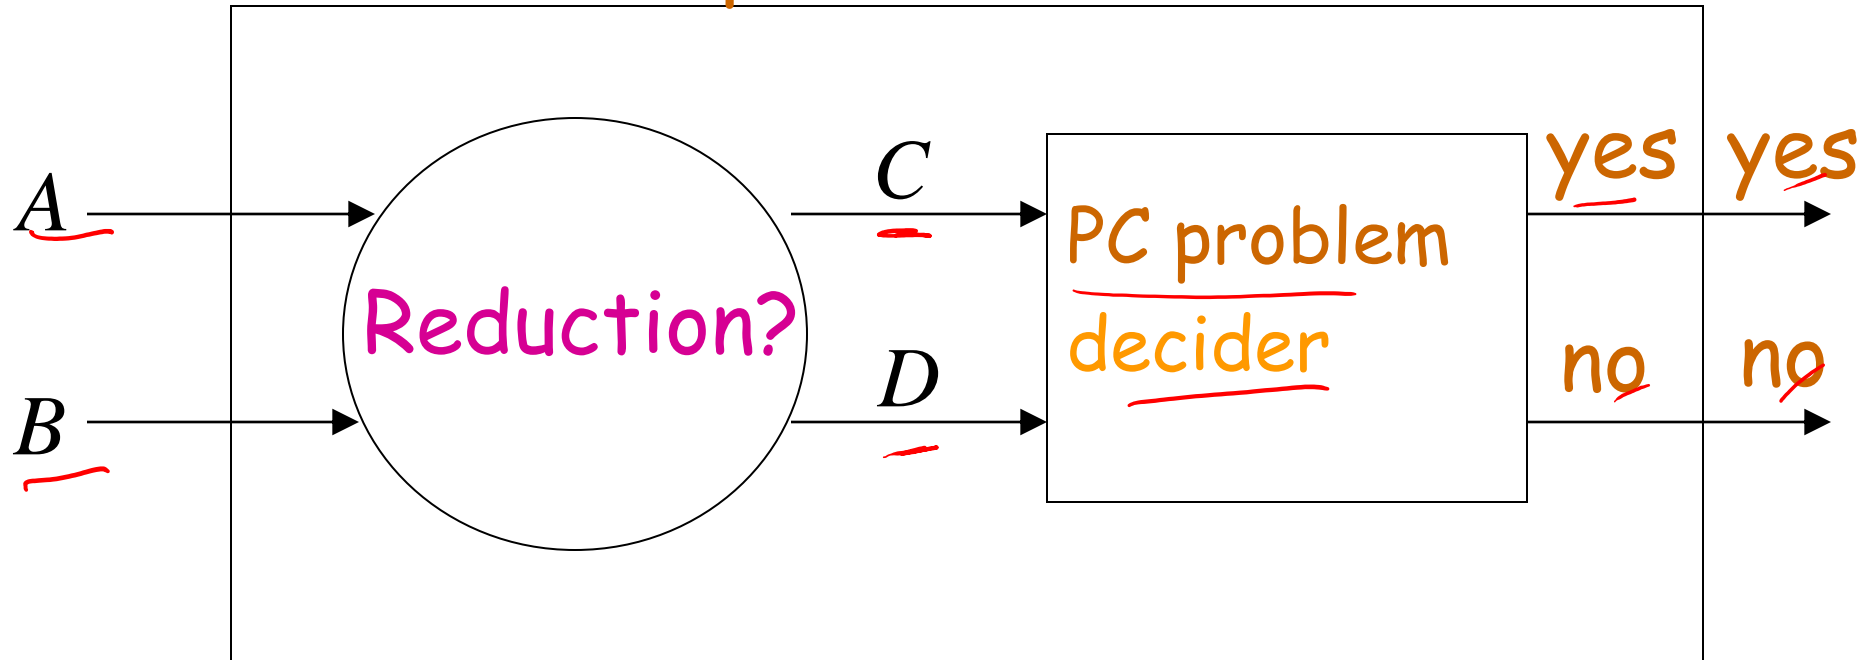 A
B
Reduction?
C
D
PC problem
decider
yes
no
yes
no